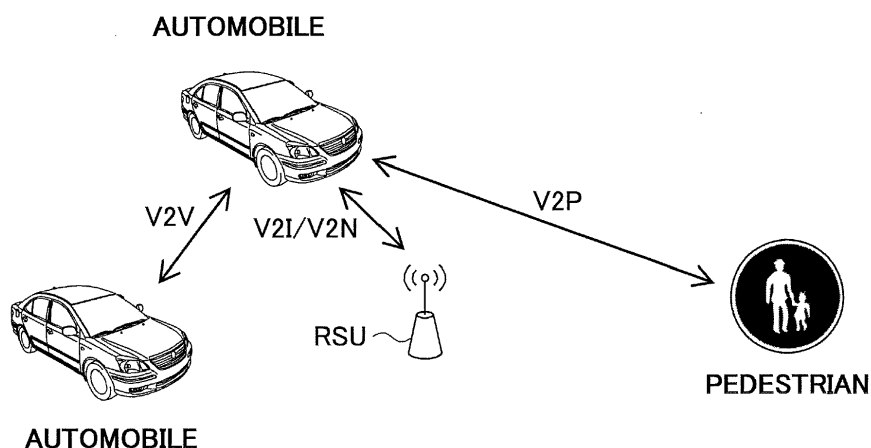 AUTOMOBILE
V2V
V2I/V2N
V2P
RSU
PEDESTRIAN
AUTOMOBILE